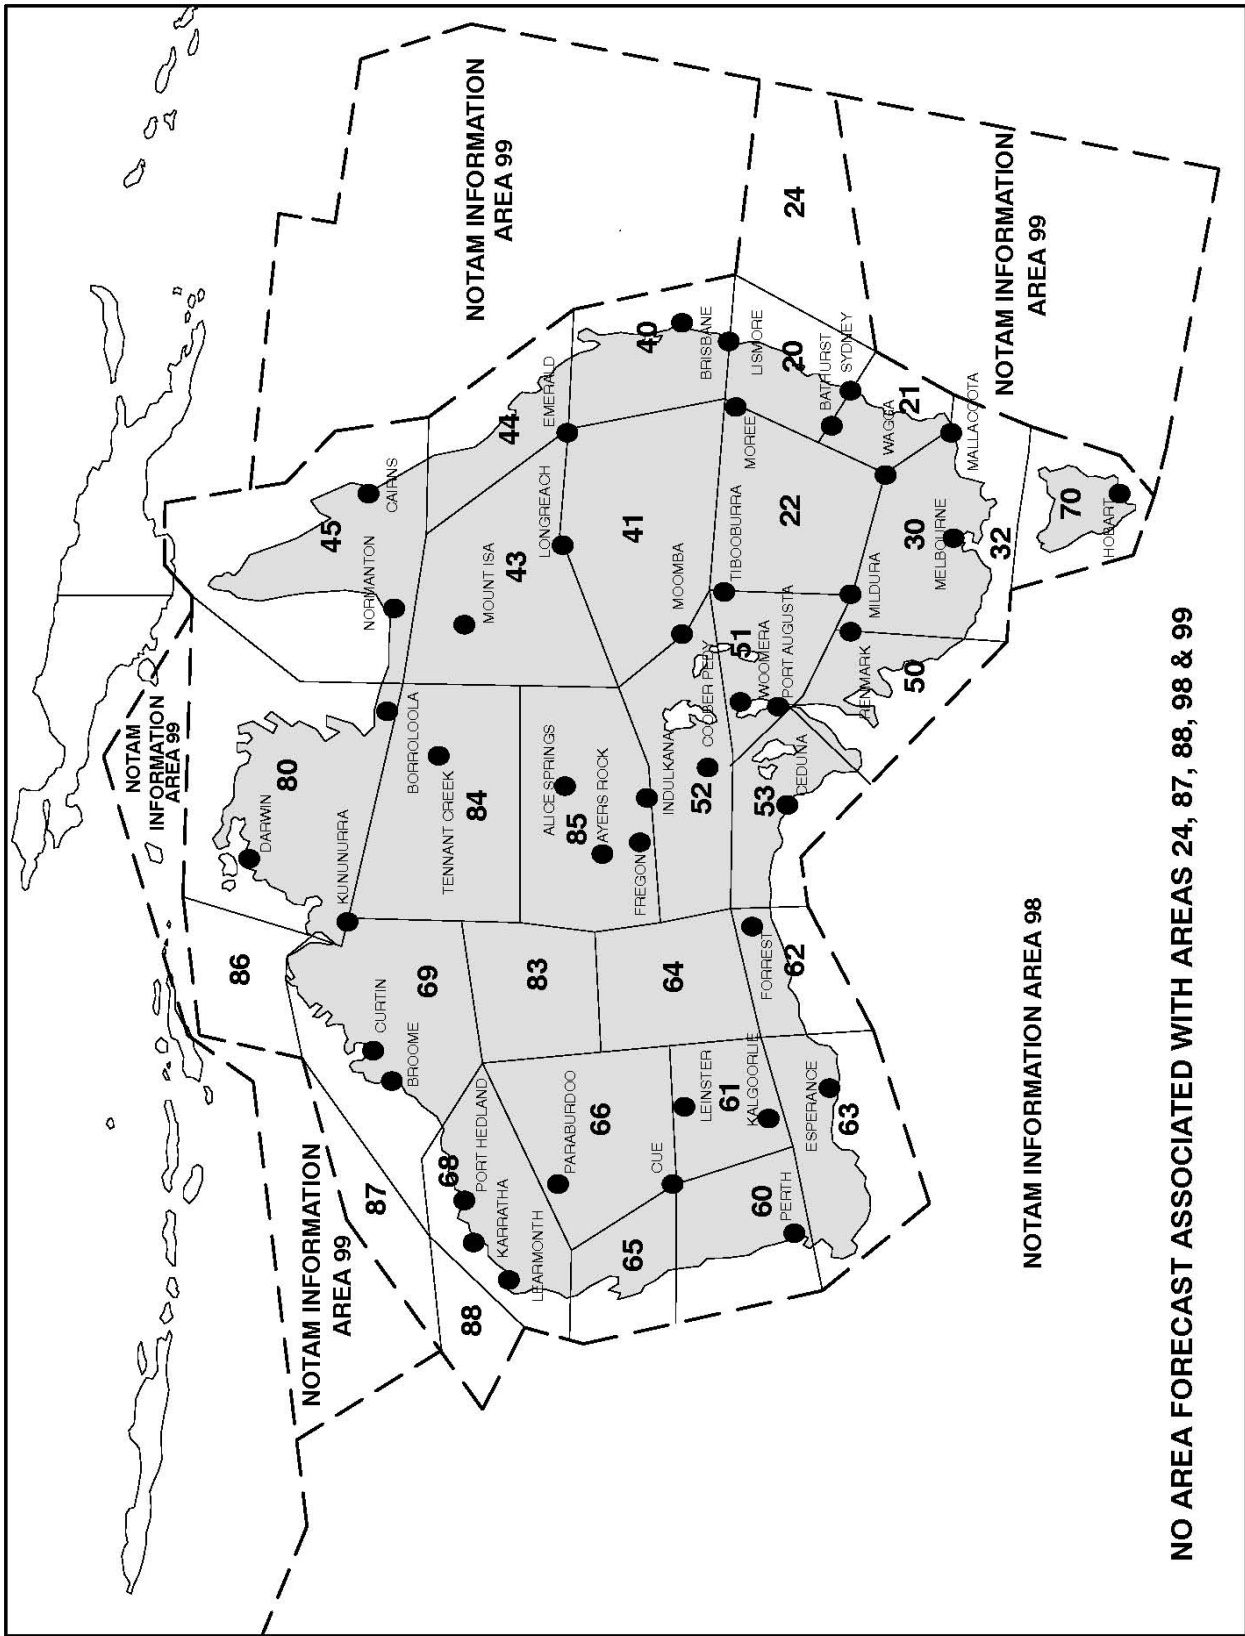 NOTAM
INFORMATION
AREA 99
NOTAM INFORMATION
AREA 99
NOTAM INFORMATION
AREA 99
86
DARWIN
80
45
CAIRNS
NORMANTON
KUNUNURRA
BORROLOOLA
87
CURTIN
BROOME
69
TENNANT CREEK
84
MOUNT ISA
43
44
EMERALD
LONGREACH
88
68
PORT HEDLAND
KARRATHA
LEARMONTH
83
ALICE SPRINGS
85
AYERS ROCK
FREGON
INDULKANA
PARABURDOO
66
65
CUE
64
41
MOOMBA
40
BRISBANE
LISMORE
24
LEINSTER
61
KALGOORLIE
52
COOBER PEDY
51
WOOMERA
PORT AUGUSTA
TIBOOBURRA
22
MOREE
20
BATHURST
SYDNEY
60
PERTH
ESPERANCE
63
FORREST
62
53
CEDUNA
RENMARK
50
MILDURA
WAGGA
21
30
MELBOURNE
MALLACOOTA
32
70
HOBART
NOTAM INFORMATION
AREA 99
NOTAM INFORMATION AREA 98
NO AREA FORECAST ASSOCIATED WITH AREAS 24, 87, 88, 98 & 99